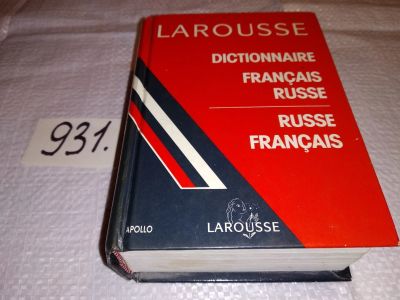 LAROUSSE
DICTIONNAIRE
FRANÇAIS
RUSSE
RUSSE
FRANÇAIS
931.
APOLLO
LAROUSSE